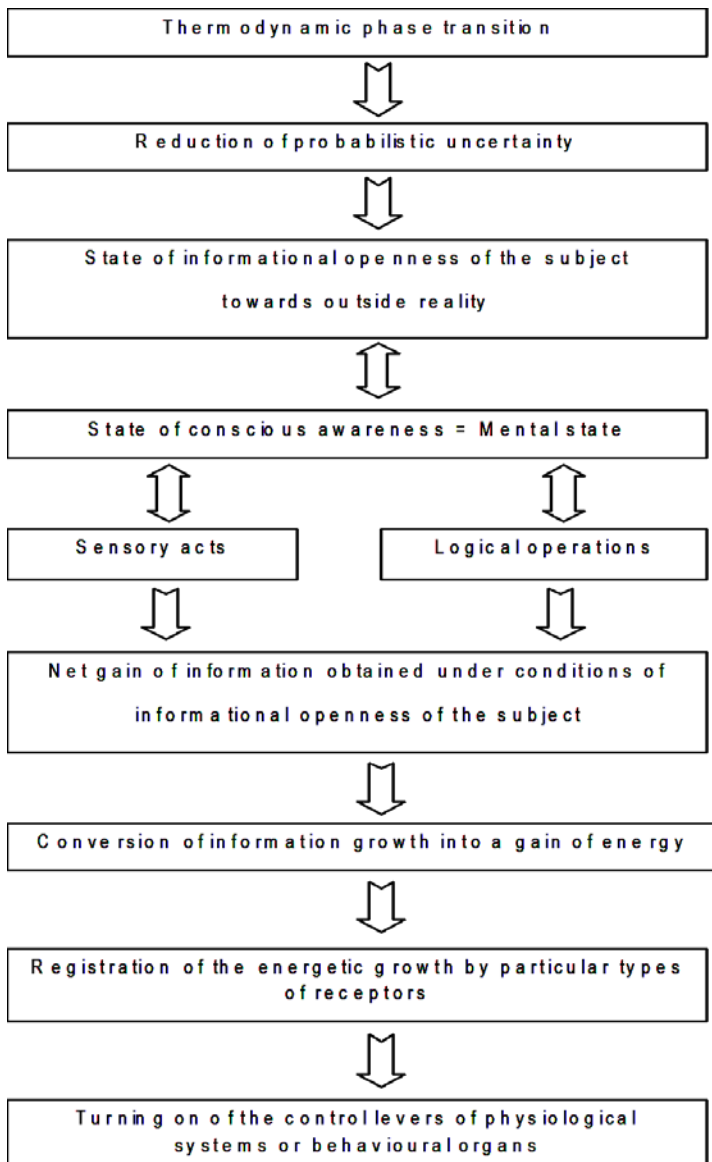 Thermodynamic phase transition
Reduction of probabilistic uncertainty
State of informational openness of the subject
towards outside reality
State of conscious awareness = Mental state
Sensory acts
Logical operations
Net gain of information obtained under conditions of
informational openness of the subject
Conversion of information growth into a gain of energy
Registration of the energetic growth by particular types
of receptors
Turning on of the control levers of physiological
systems or behavioural organs